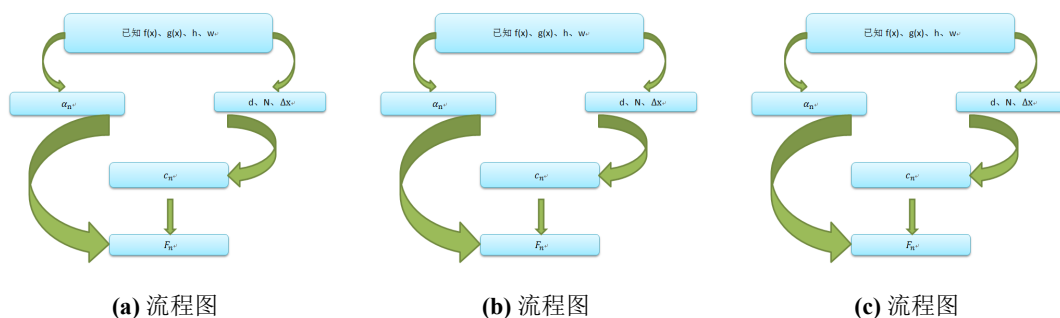 已知 f(x)、g(x)、h、w
αₙ
d、N、Δx
cₙ
Fₙ
(a) 流程图
已知 f(x)、g(x)、h、w
αₙ
d、N、Δx
cₙ
Fₙ
(b) 流程图
已知 f(x)、g(x)、h、w
αₙ
d、N、Δx
cₙ
Fₙ
(c) 流程图